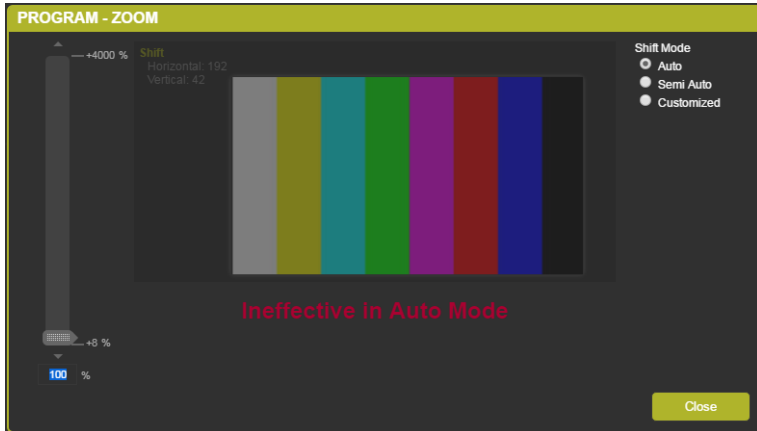 PROGRAM - ZOOM
+4000 %
Shift
Horizontal: 192
Vertical: 42
Shift Mode
Auto
Semi Auto
Customized
Ineffective In Auto Mode
+8 %
100 %
Close